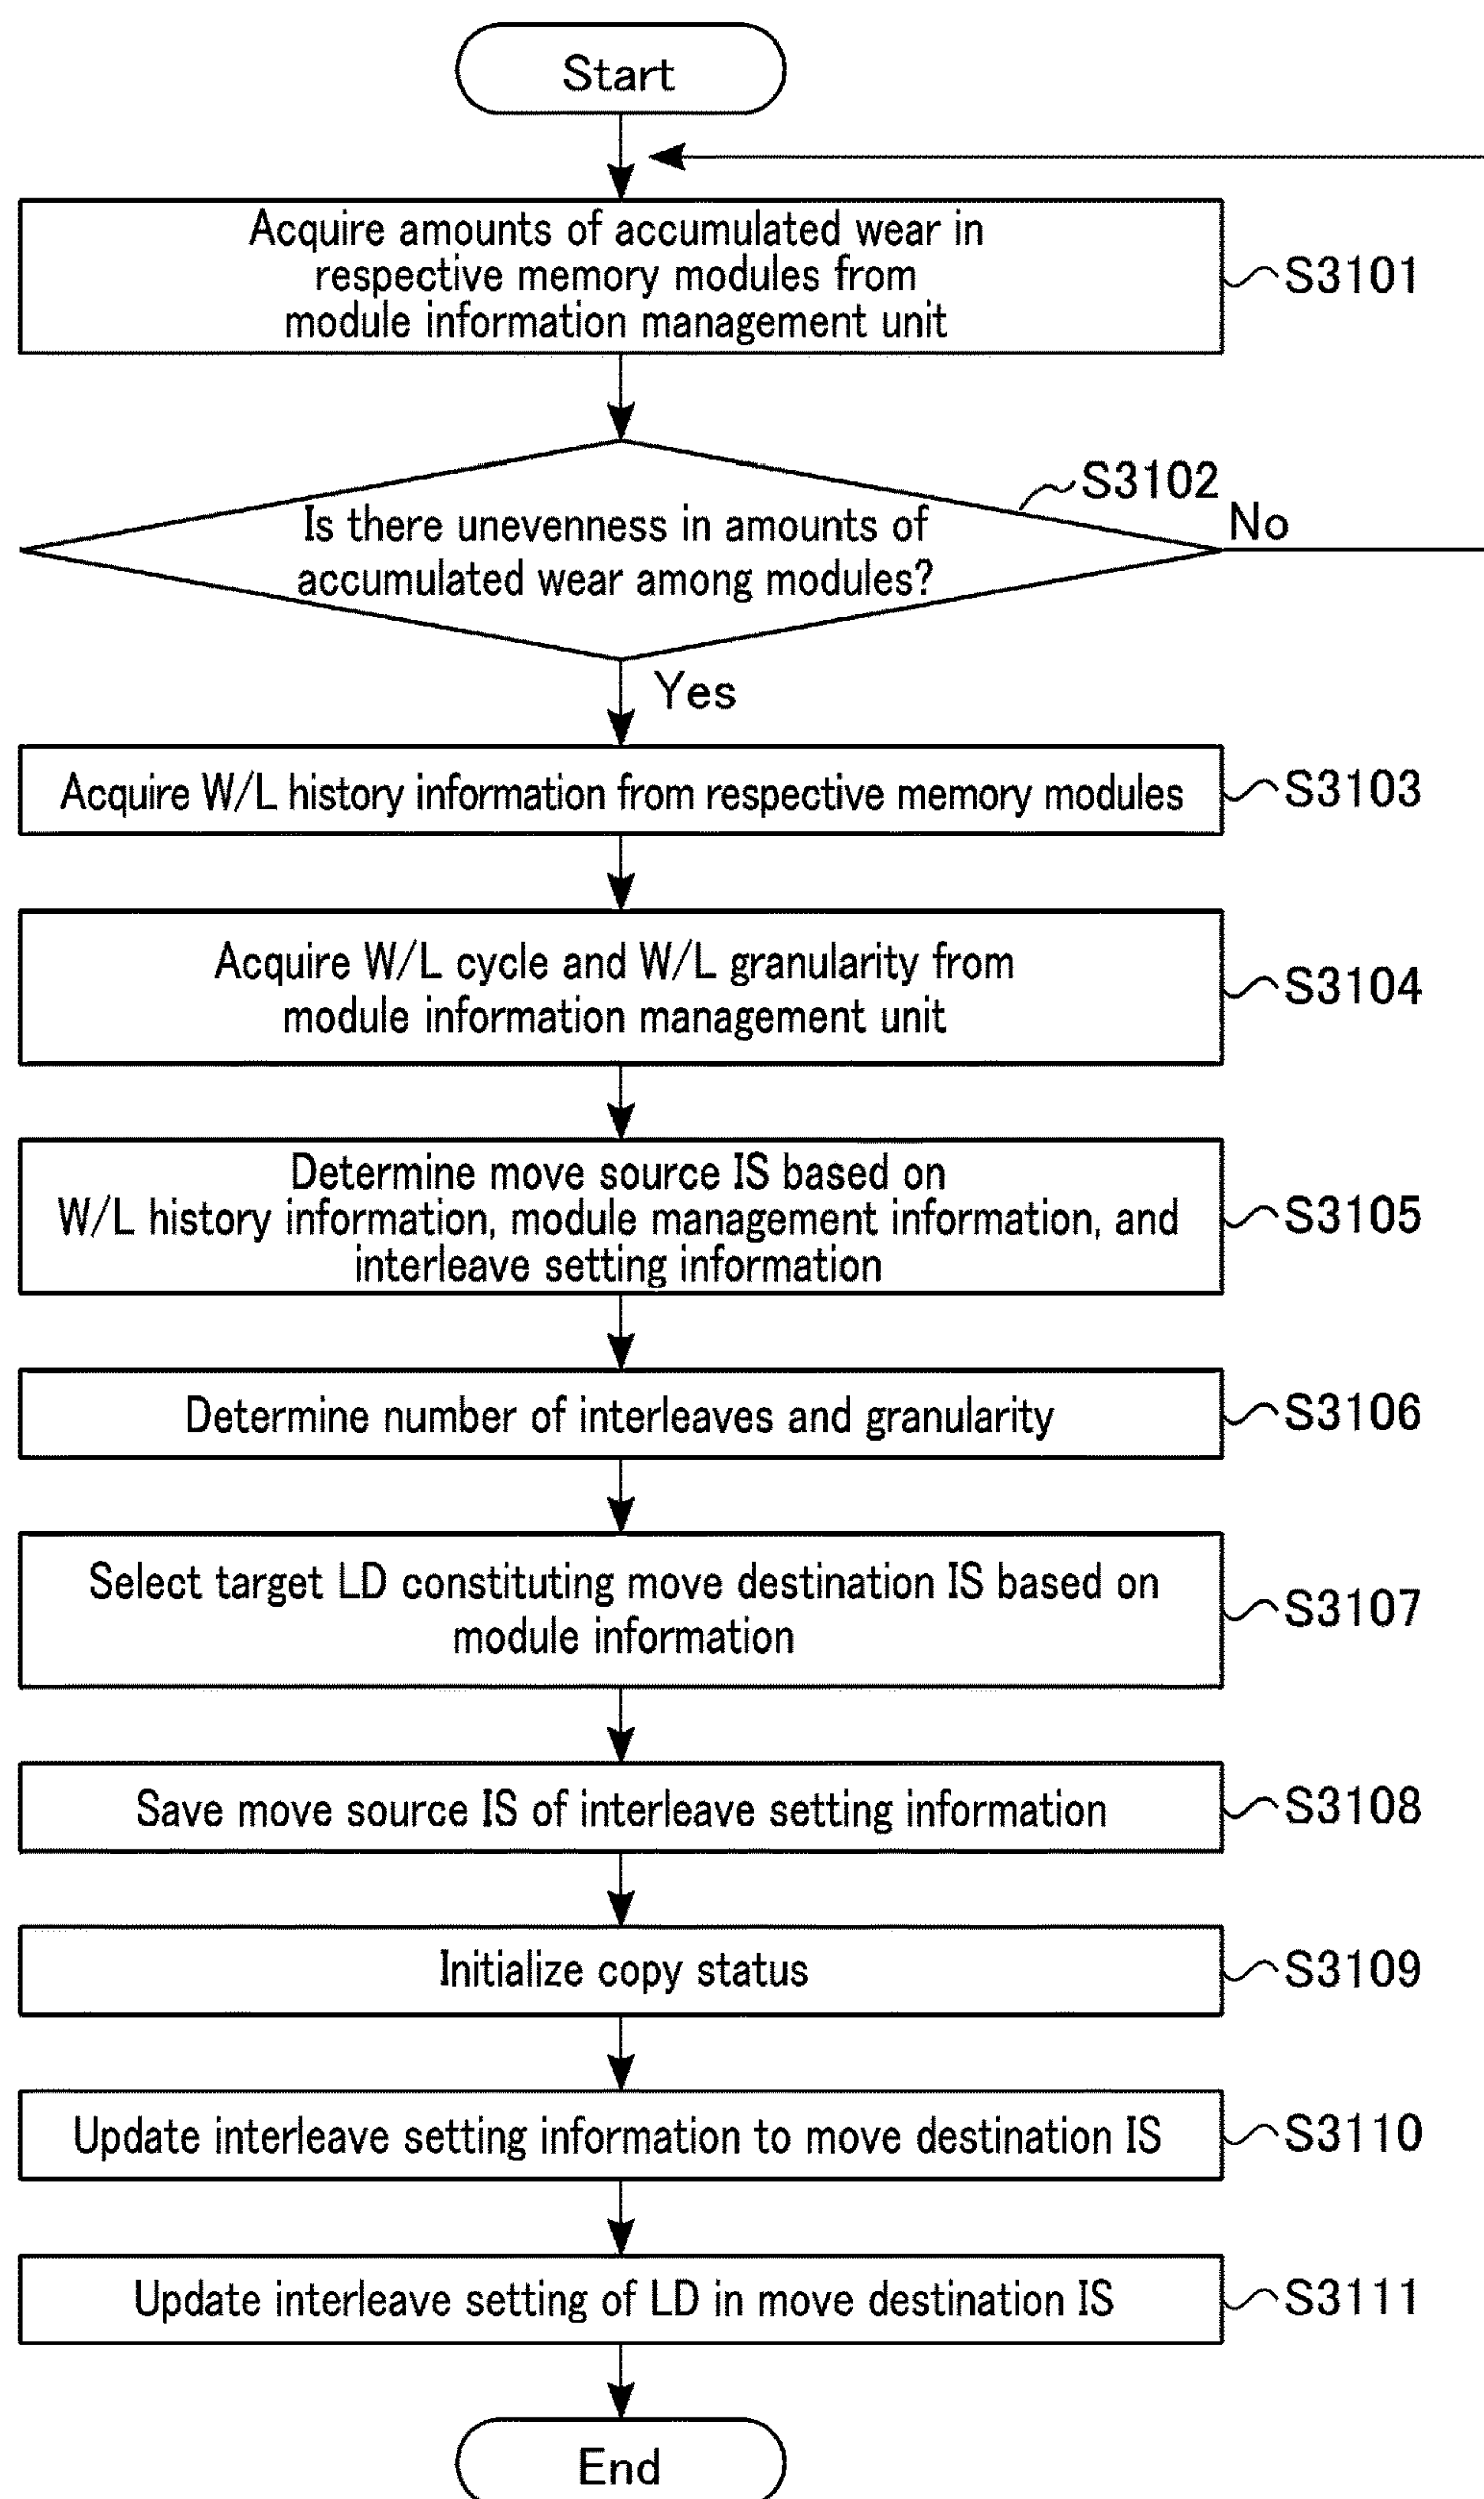 Start
Acquire amounts of accumulated wear in
respective memory modules from
module information management unit
S3101
S3102
Is there unevenness in amounts of
accumulated wear among modules?
No
Yes
Acquire W/L history information from respective memory modules
S3103
Acquire W/L cycle and W/L granularity from
module information management unit
S3104
Determine move source IS based on
W/L history information, module management information, and
interleave setting information
S3105
Determine number of interleaves and granularity
S3106
Select target LD constituting move destination IS based on
module information
S3107
Save move source IS of interleave setting information
S3108
Initialize copy status
S3109
Update interleave setting information to move destination IS
S3110
Update interleave setting of LD in move destination IS
S3111
End